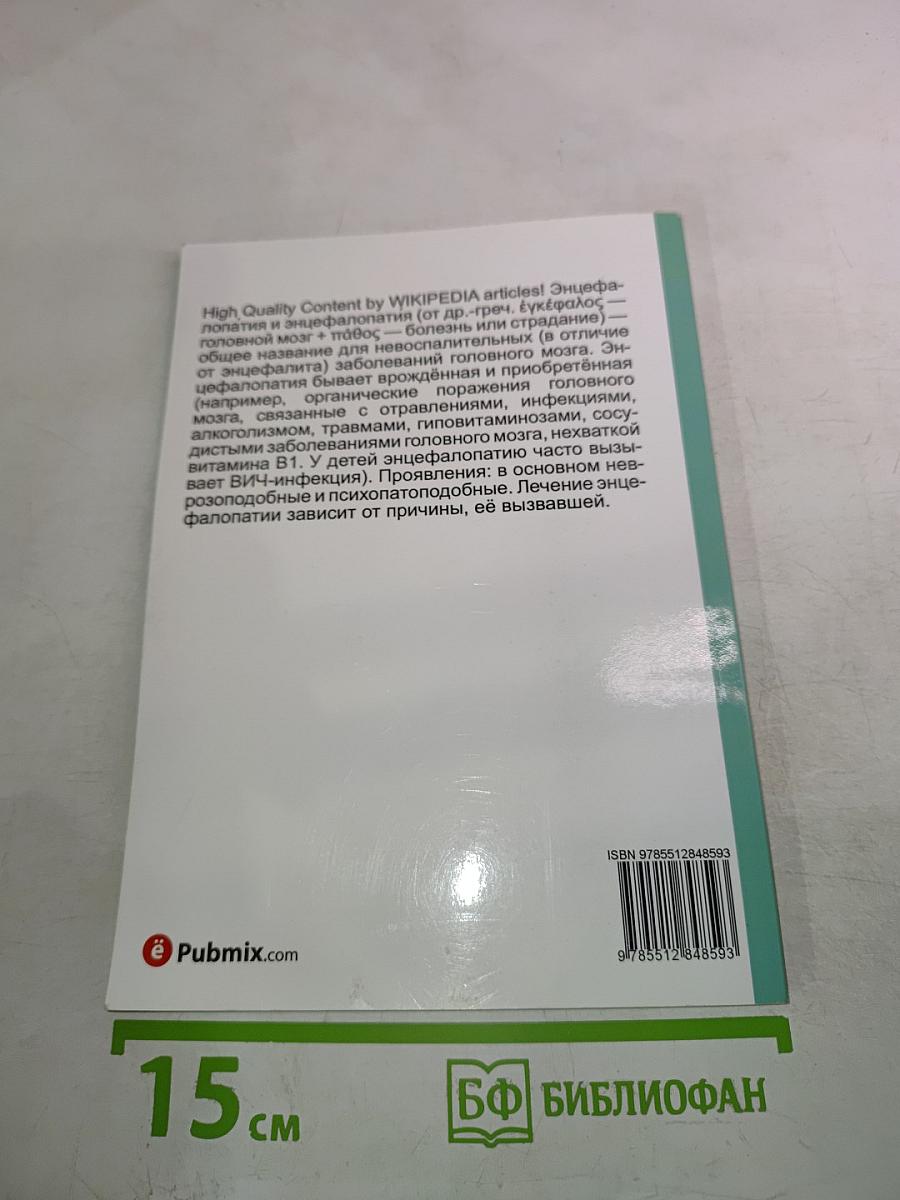 High Quality Content by WIKIPEDIA articles! Энцефа-
лопатия и энцефалопатия (от др.-греч. ἐγκέφαλος —
головной мозг + πάθος — болезнь или страдание) —
общее название для невоспалительных (в отличие
от энцефалита) заболеваний головного мозга. Эн-
цефалопатия бывает врождённая и приобретённая
(например, органические поражения головного
мозга, связанные с отравлениями, инфекциями,
алкоголизмом, травмами, гиповитаминозами, сосу-
дистыми заболеваниями головного мозга, нехваткой
витамина В1. У детей энцефалопатию часто вызы-
вает ВИЧ-инфекция). Проявления: в основном нев-
розоподобные и психопатоподобные. Лечение энце-
фалопатии зависит от причины, её вызвавшей.
ISBN 9785512848593
9 785512 848593
ё Pubmix.com
15 см
БФ БИБЛИОФАН